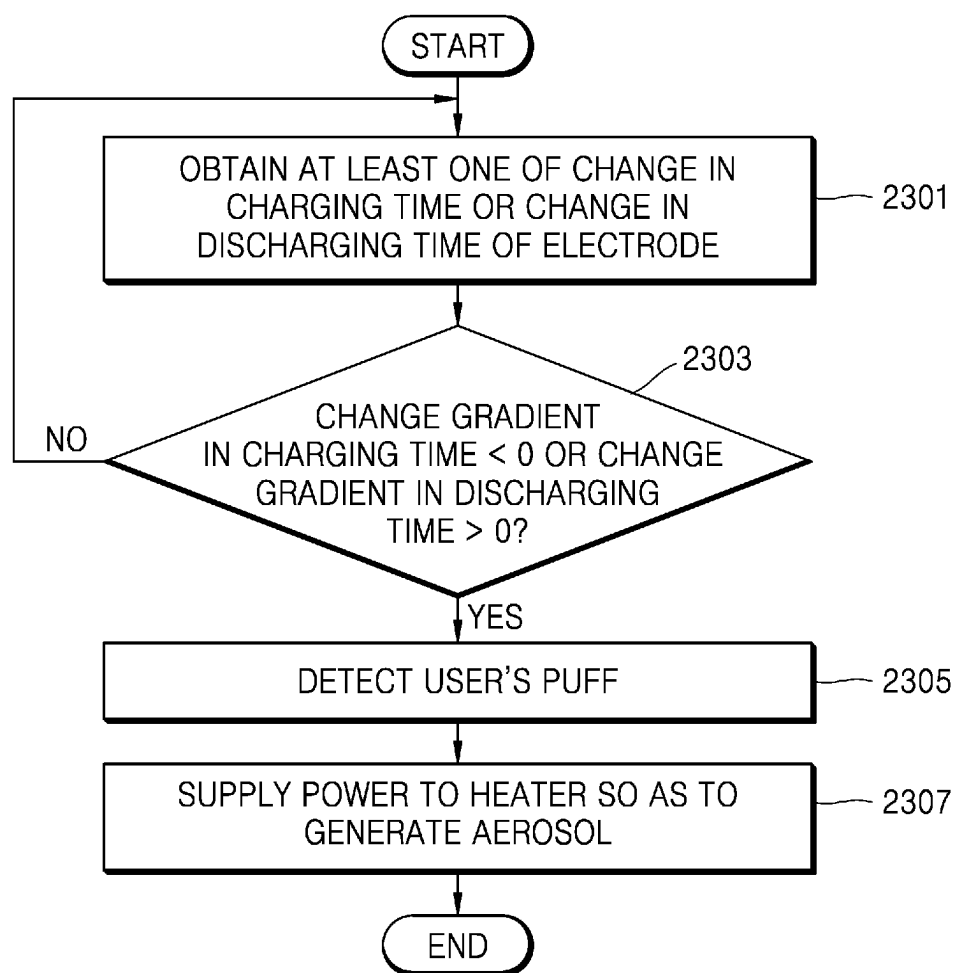 START
OBTAIN AT LEAST ONE OF CHANGE IN
CHARGING TIME OR CHANGE IN
DISCHARGING TIME OF ELECTRODE
2301
2303
CHANGE GRADIENT
IN CHARGING TIME < 0 OR CHANGE
GRADIENT IN DISCHARGING
TIME > 0?
NO
YES
DETECT USER'S PUFF
2305
SUPPLY POWER TO HEATER SO AS TO
GENERATE AEROSOL
2307
END